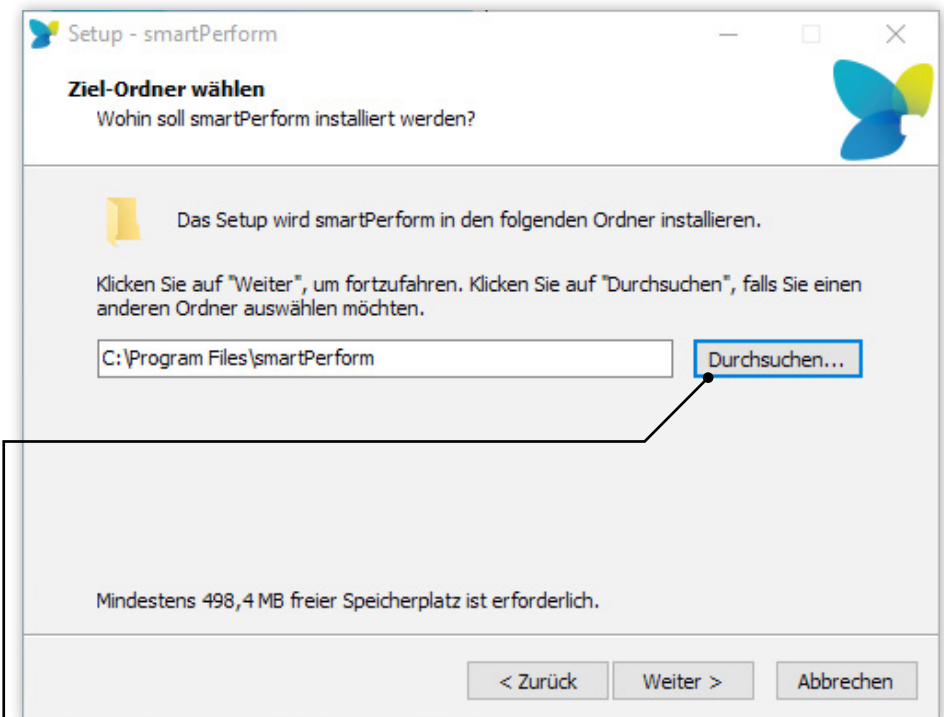 Setup - smartPerform
Ziel-Ordner wählen
Wohin soll smartPerform installiert werden?
Das Setup wird smartPerform in den folgenden Ordner installieren.
Klicken Sie auf "Weiter", um fortzufahren. Klicken Sie auf "Durchsuchen", falls Sie einen
anderen Ordner auswählen möchten.
C:\Program Files\smartPerform
Durchsuchen...
Mindestens 498,4 MB freier Speicherplatz ist erforderlich.
< Zurück
Weiter >
Abbrechen